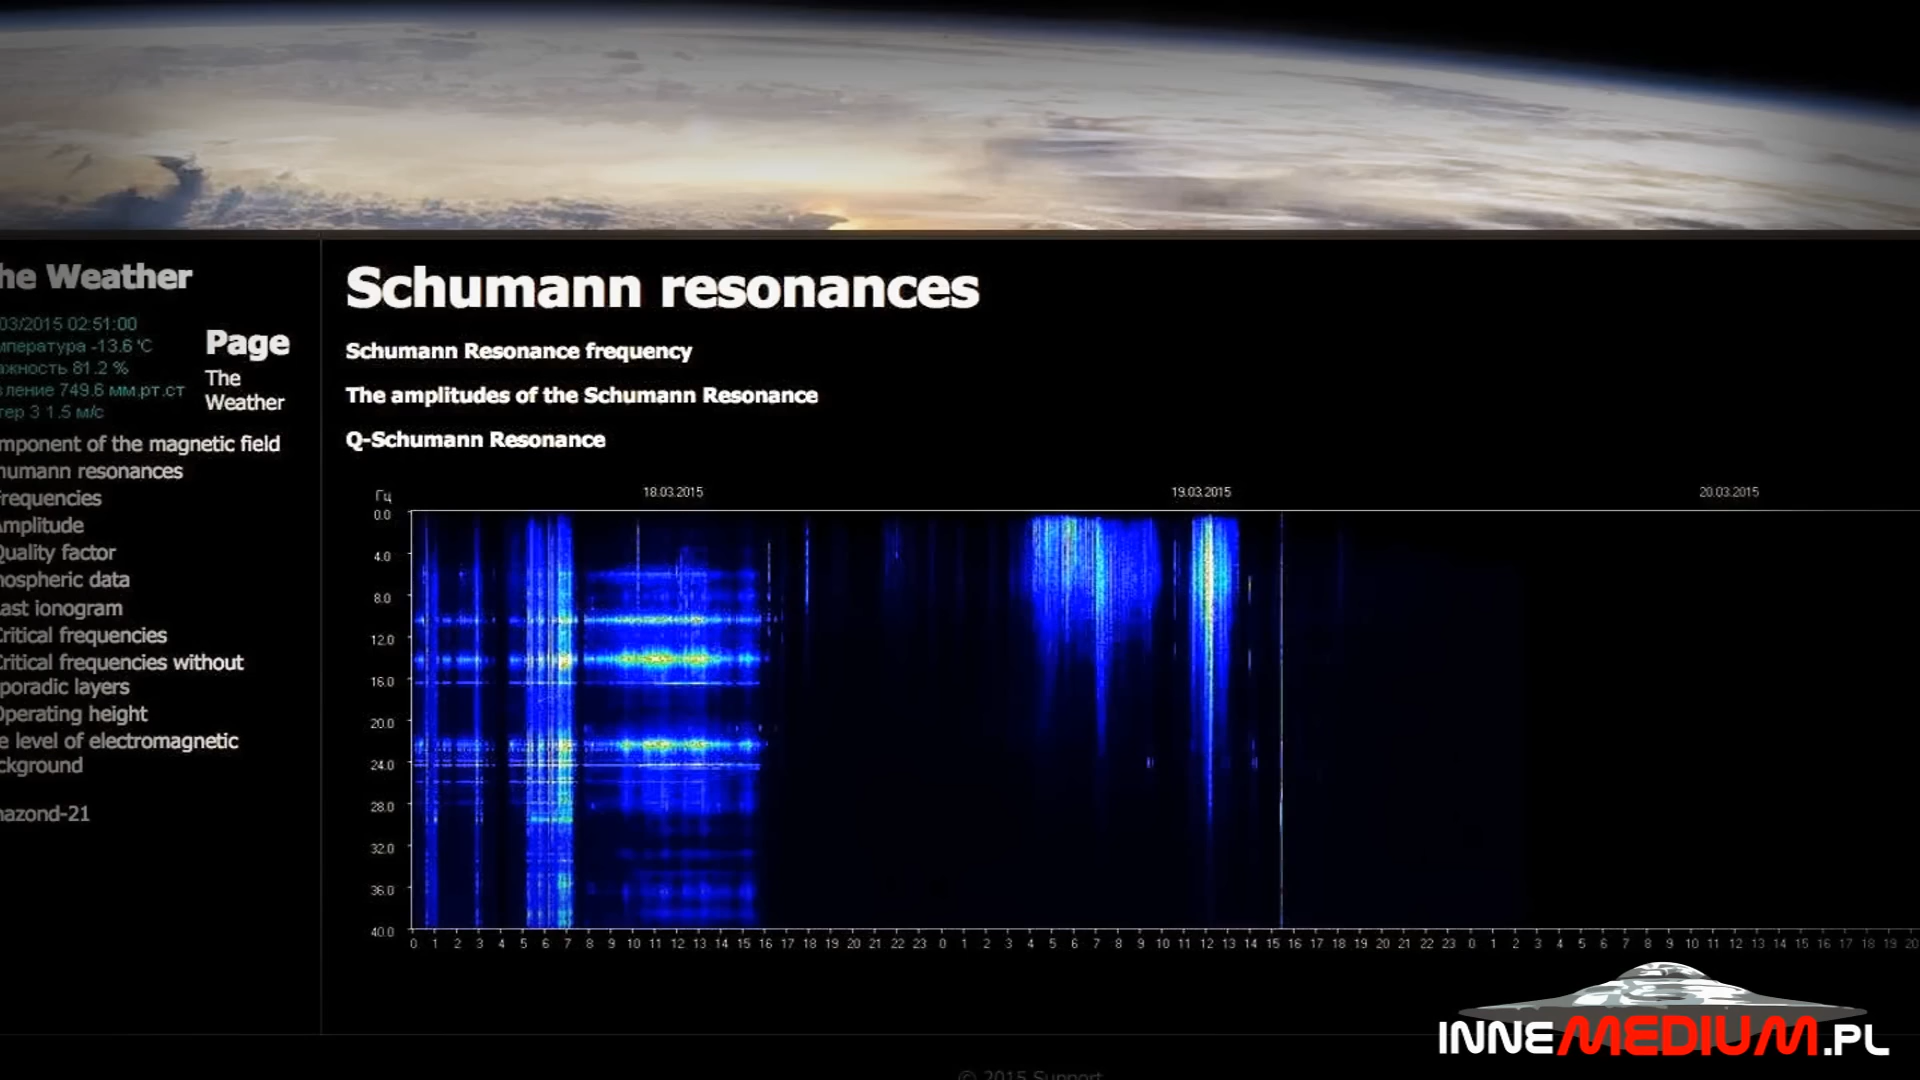 he Weather
03/2015 02:51:00
мпература -13.6 °C
ажность 81.2 %
ление 749.6 мм.рт.ст
тер З 1.5 м/с
Page
The
Weather
mponent of the magnetic field
humann resonances
Frequencies
Amplitude
Quality factor
nospheric data
Last ionogram
Critical frequencies
Critical frequencies without
sporadic layers
Operating height
e level of electromagnetic
ckground
nazond-21
Schumann resonances
Schumann Resonance frequency
The amplitudes of the Schumann Resonance
Q-Schumann Resonance
18.03.2015 19.03.2015 20.03.2015
Гц
0.0
4.0
8.0
12.0
16.0
20.0
24.0
28.0
32.0
36.0
40.0
0 1 2 3 4 5 6 7 8 9 10 11 12 13 14 15 16 17 18 19 20 21 22 23 0 1 2 3 4 5 6 7 8 9 10 11 12 13 14 15 16 17 18 19 20 21 22 23 0 1 2 3 4 5 6 7 8 9 10 11 12 13 14 15 16 17 18 19 20
INNEMEDIUM.PL
© 2015 Support